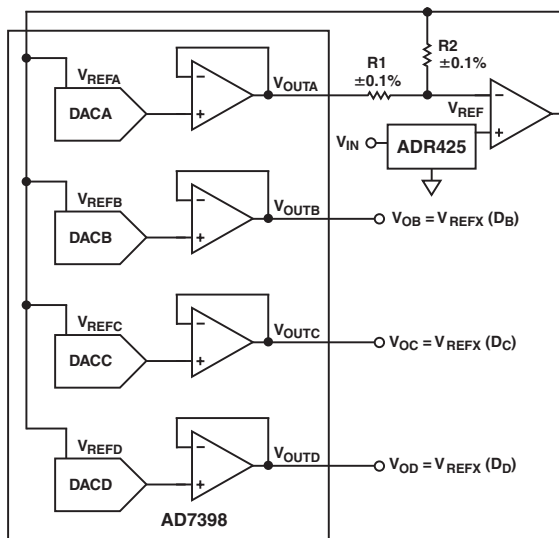 R2
±0.1%
R1
±0.1%
VREFA
DACA
–
+
VOUTA
VREF
–
+
VIN
ADR425
VREFB
DACB
–
+
VOUTB
VOB = VREFX (DB)
VREFC
DACC
–
+
VOUTC
VOC = VREFX (DC)
VREFD
DACD
–
+
VOUTD
VOD = VREFX (DD)
AD7398